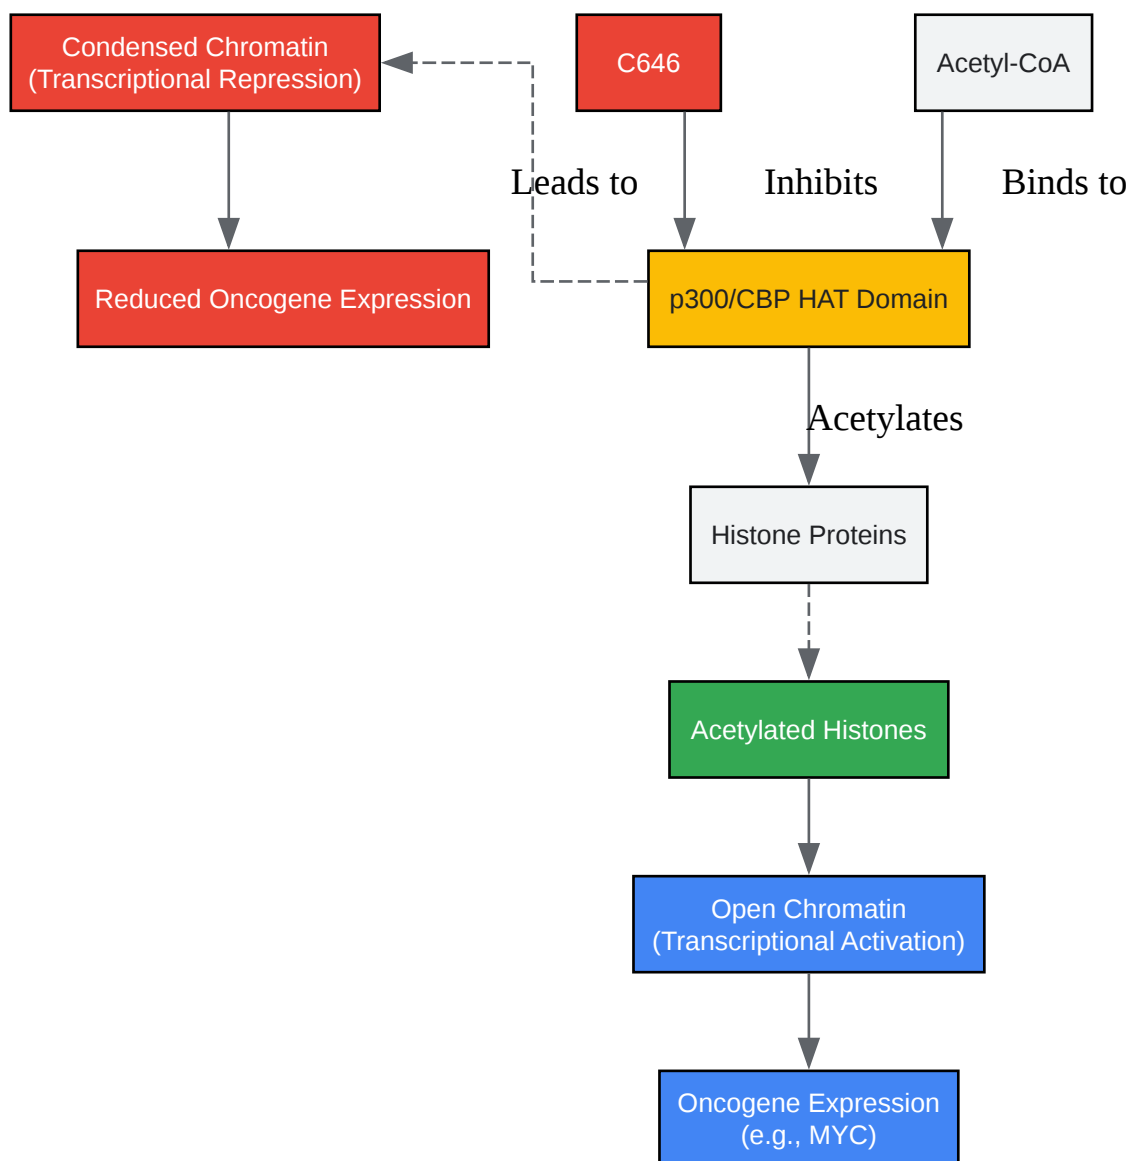 Condensed Chromatin
(Transcriptional Repression)
C646
Acetyl-CoA
Leads to
Inhibits
Binds to
Reduced Oncogene Expression
p300/CBP HAT Domain
Acetylates
Histone Proteins
Acetylated Histones
Open Chromatin
(Transcriptional Activation)
Oncogene Expression
(e.g., MYC)